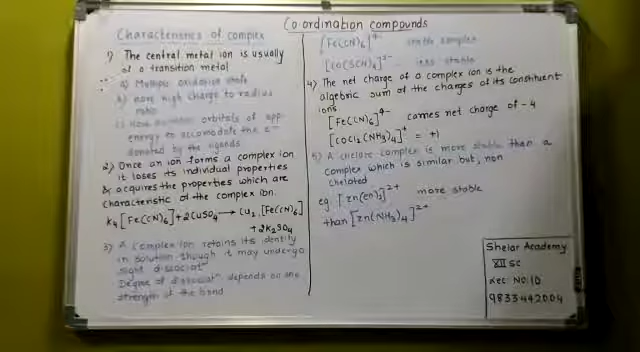 Co-ordination compounds
Characteristics of complex
1) The central metal ion is usually
of a transition metal
a) Multiple oxidation state
b) have high charge to radius
ratio
c) have orbitals of app.
energy to accomodate the e⁻
donated by the ligands
2) Once an ion forms a complex ion
it loses its individual properties
& acquires the properties which are
characteristic of the complex ion.
K₄[Fe(CN)₆]+2CuSO₄→Cu₂.[Fe(CN)₆]
+2K₂SO₄
3) A complex ion retains its identity
in solution though it may undergo
slight dissociatⁿ
Degree of dissociatⁿ depends on the
strength of the bond
[Fe(CN)₆]⁴⁻ stable complex
[Co(SCN)₄]²⁻ less stable
4) The net charge of a complex ion is the
algebric sum of the charges of its constituent
ions
[Fe(CN)₆]⁴⁻ carries net charge of -4
[COCl₂(NH₃)₄]⁺ = +1
5) A chelate complex is more stable than a
complex which is similar but, non
chelated
eg. [Zn(en)₂]²⁺ more stable
than [Zn(NH₃)₄]²⁺
Shelar Academy
XII SC
Lec No:10
9833442004